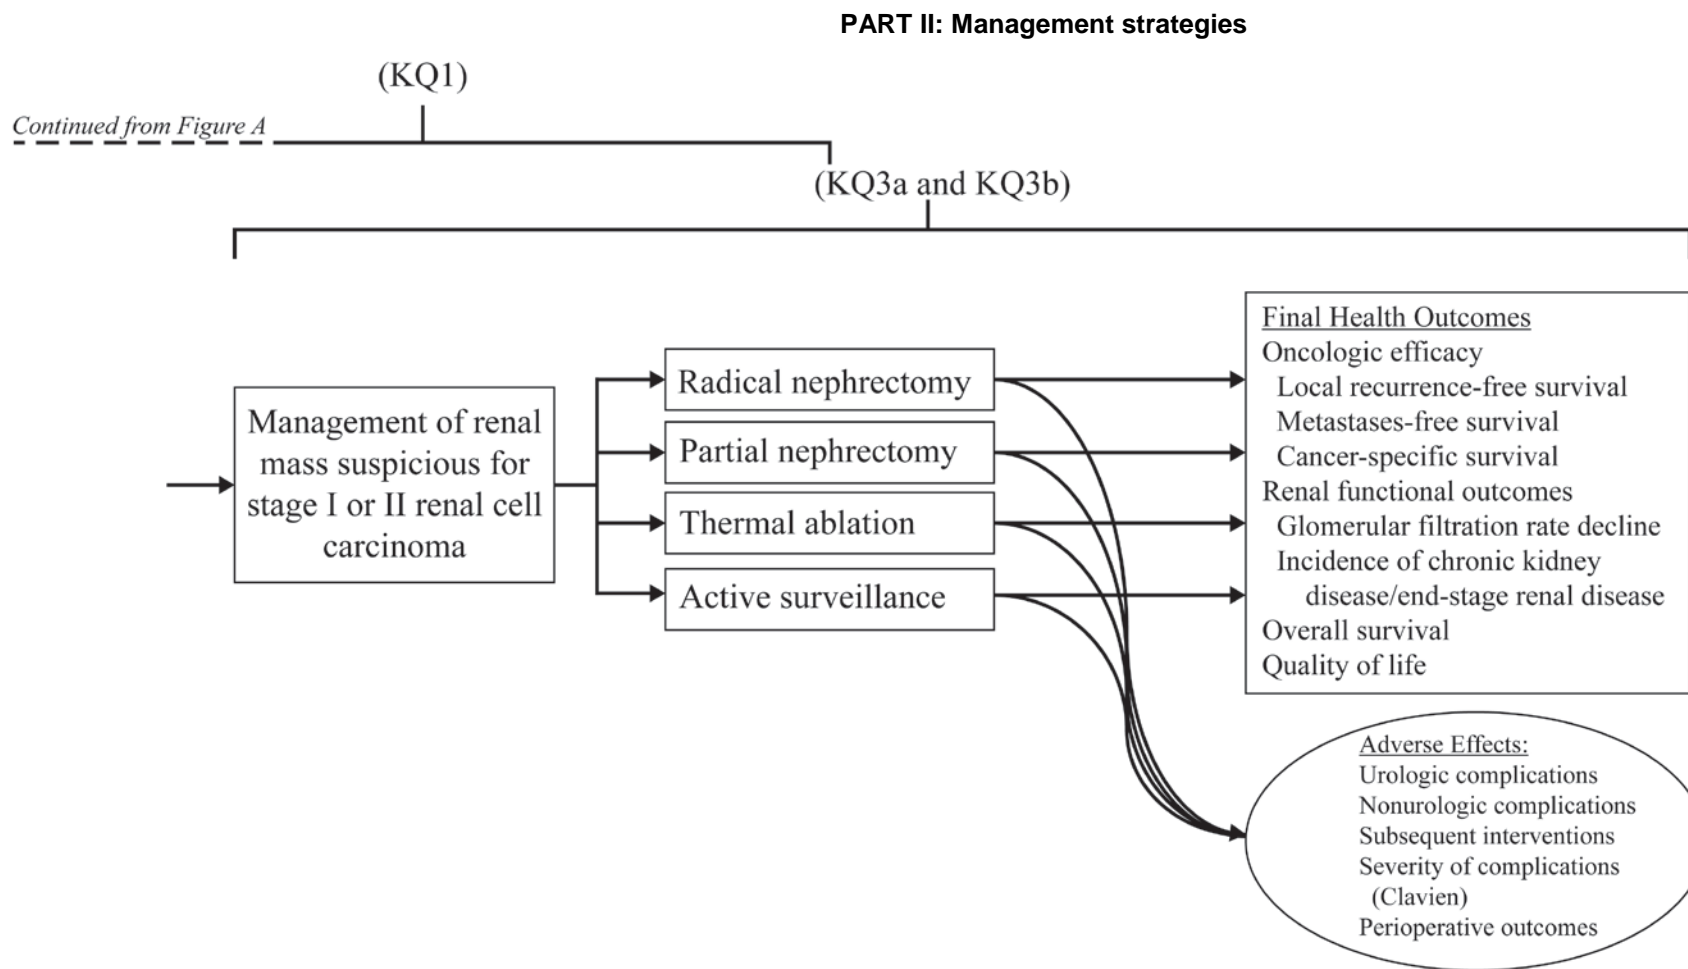 PART II: Management strategies
(KQ1)
Continued from Figure A
(KQ3a and KQ3b)
Management of renal
mass suspicious for
stage I or II renal cell
carcinoma
Radical nephrectomy
Partial nephrectomy
Thermal ablation
Active surveillance
Final Health Outcomes
Oncologic efficacy
Local recurrence-free survival
Metastases-free survival
Cancer-specific survival
Renal functional outcomes
Glomerular filtration rate decline
Incidence of chronic kidney
disease/end-stage renal disease
Overall survival
Quality of life
Adverse Effects:
Urologic complications
Nonurologic complications
Subsequent interventions
Severity of complications
(Clavien)
Perioperative outcomes